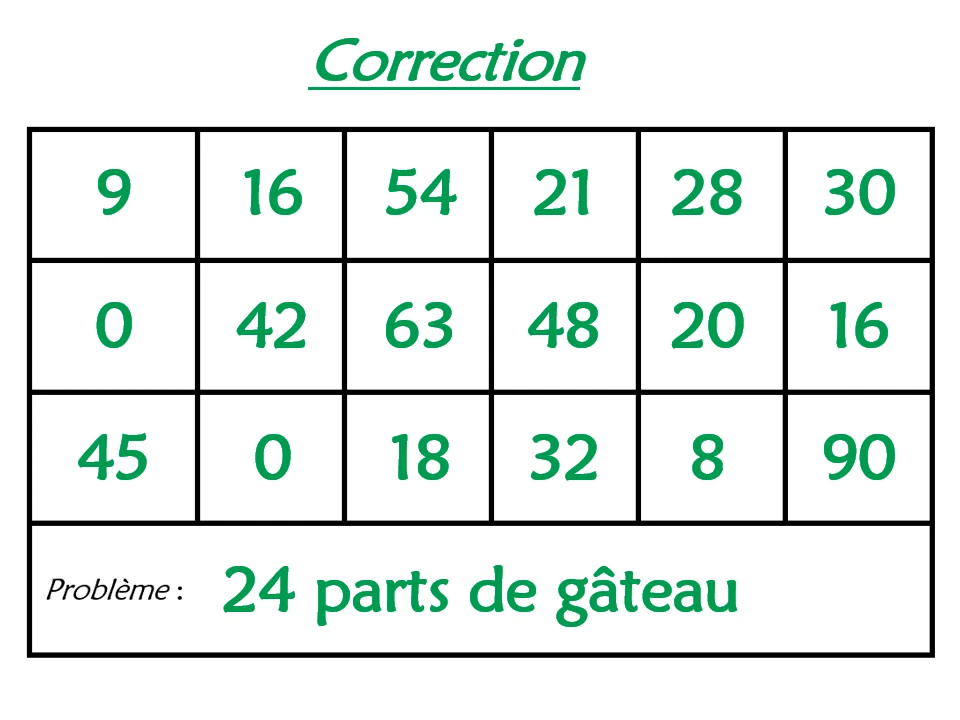 Correction
9 16 54 21 28 30
0 42 63 48 20 16
45 0 18 32 8 90
Problème : 24 parts de gâteau